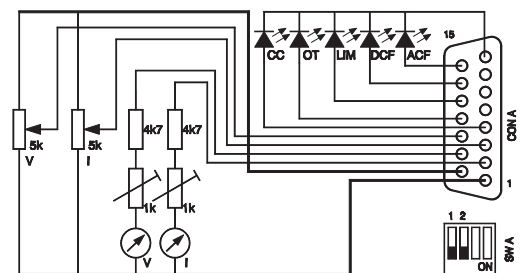 15
CC OT LIM DCF ACF
CON A
4k7 4k7
5k 5k
V I
1
1k 1k
1 2
SW A
V I
ON